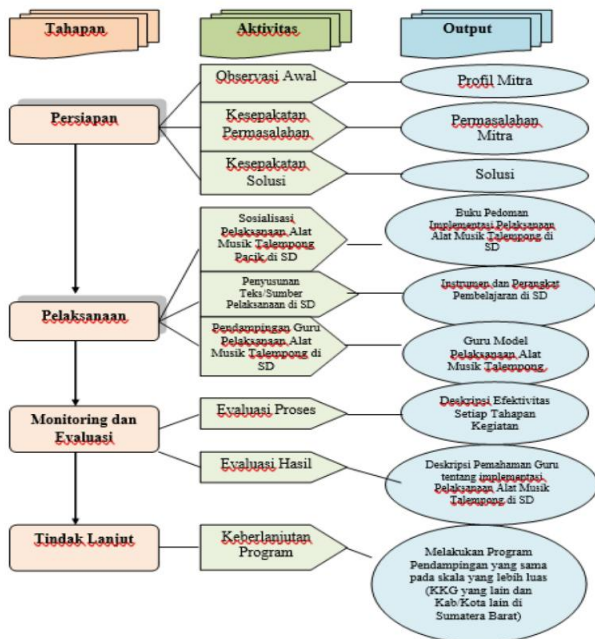 Tahapan
Aktivitas
Output
Persiapan
Observasi Awal
Profil Mitra
Kesepakatan
Permasalahan
Permasalahan
Mitra
Kesepakatan
Solusi
Solusi
Pelaksanaan
Sosialisasi
Pelaksanaan Alat
Musik Talempong
Pacik di SD
Buku Pedoman
Implementasi Pelaksanaan
Alat Musik Talempong di
SD
Penyusunan
Teks/Sumber
Pelaksanaan di SD
Instrumen dan Perangkat
Pembelajaran di SD
Pendampingan Guru
Pelaksanaan Alat
Musik Talempong di
SD
Guru Model
Pelaksanaan Alat
Musik Talempong
Monitoring dan
Evaluasi
Evaluasi Proses
Deskripsi Efektivitas
Setiap Tahapan
Kegiatan
Evaluasi Hasil
Deskripsi Pemahaman Guru
tentang implementasi
Pelaksanaan Alat Musik
Talempong di SD
Tindak Lanjut
Keberlanjutan
Program
Melakukan Program
Pendampingan yang sama
pada skala yang lebih luas
(KKG yang lain dan
Kab/Kota lain di
Sumatera Barat)